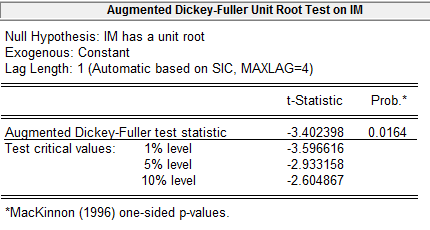 Augmented Dickey-Fuller Unit Root Test on IM
Null Hypothesis: IM has a unit root
Exogenous: Constant
Lag Length: 1 (Automatic based on SIC, MAXLAG=4)
t-Statistic Prob.*
Augmented Dickey-Fuller test statistic -3.402398 0.0164
Test critical values: 1% level -3.596616
5% level -2.933158
10% level -2.604867
*MacKinnon (1996) one-sided p-values.